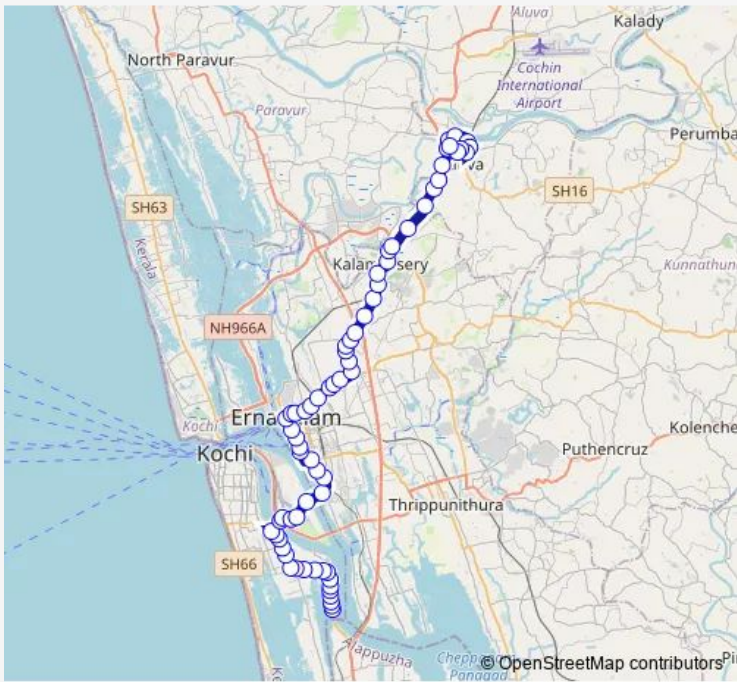 Aluva
Kalady
North Paravur
Cochin
International
Airport
Paravur
Perumba
SH16
SH63
Kerala
Kunnathun
NH966A
Kochi
Kolenche
Kochi
Puthencruz
Thrippunithura
SH66
Alappuzha
© OpenStreetMap contributors